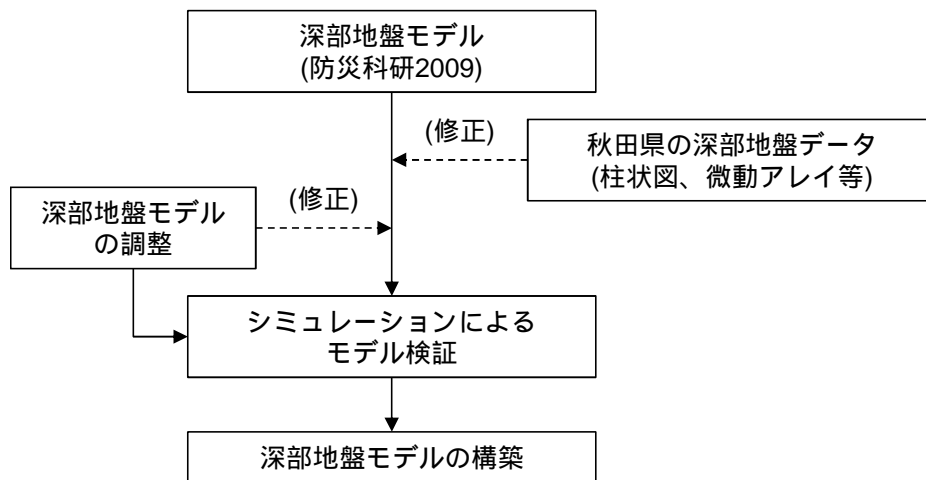 深部地盤モデル
(防災科研2009)
(修正)
秋田県の深部地盤データ
(柱状図、微動アレイ等)
(修正)
深部地盤モデル
の調整
シミュレーションによる
モデル検証
深部地盤モデルの構築